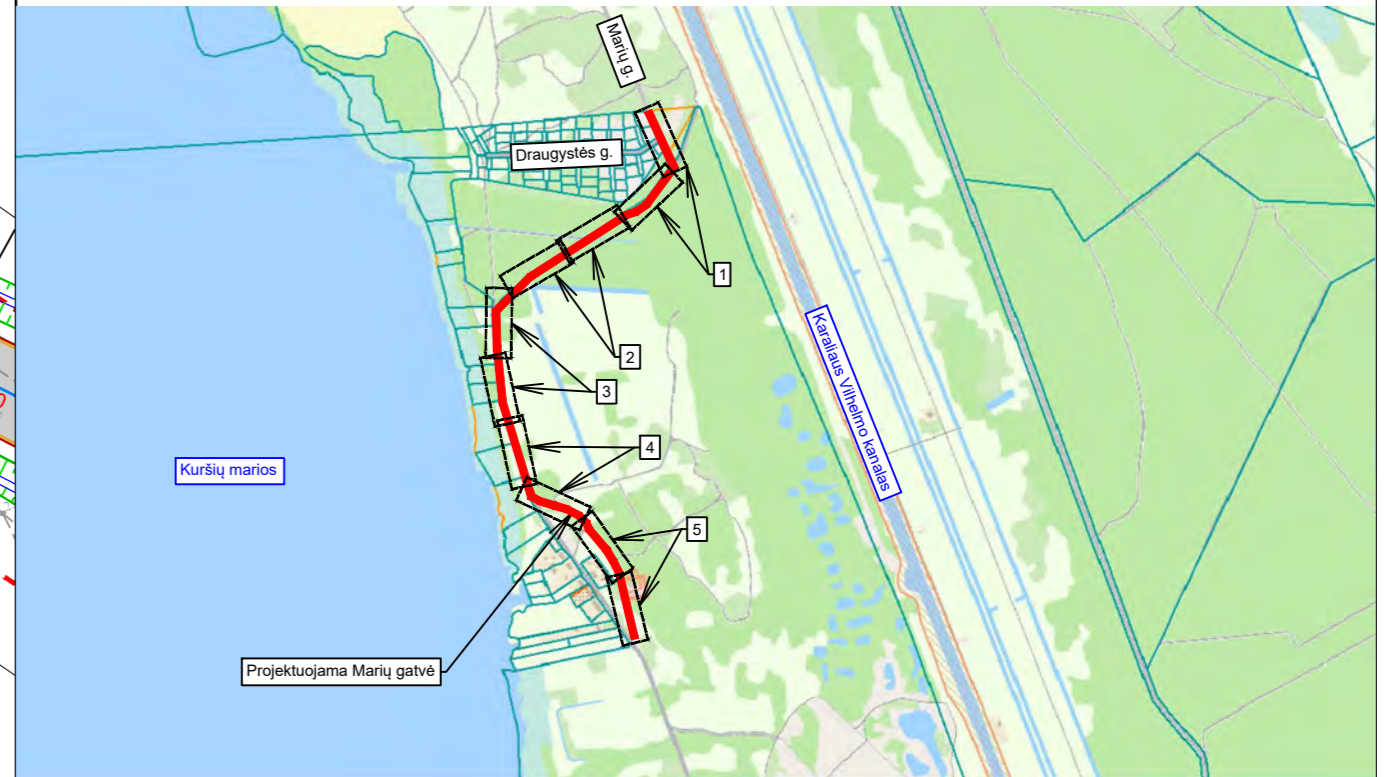 Marių g.
Draugystės g.
1
Karaliaus Vilhelmo kanalas
2
3
4
Kuršių marios
5
Projektuojama Marių gatvė